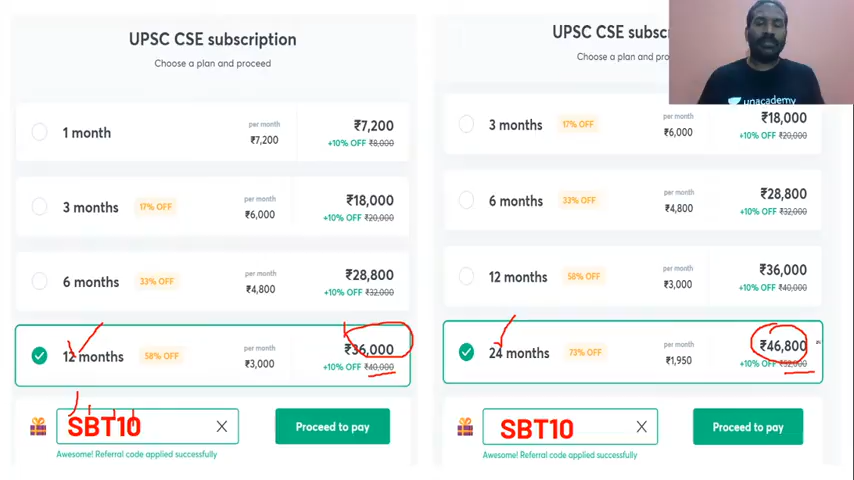 UPSC CSE subscription
Choose a plan and proceed
1 month
per month
₹7,200
₹7,200
+10% OFF ₹8,000
3 months
17% OFF
per month
₹6,000
₹18,000
+10% OFF ₹20,000
6 months
33% OFF
per month
₹4,800
₹28,800
+10% OFF ₹32,000
12 months
58% OFF
per month
₹3,000
₹36,000
+10% OFF ₹40,000
SBT10
X
Proceed to pay
Awesome! Referral code applied successfully
UPSC CSE
Choose a plan and
unacademy
3 months
17% OFF
per month
₹6,000
₹18,000
+10% OFF ₹20,000
6 months
33% OFF
per month
₹4,800
₹28,800
+10% OFF ₹32,000
12 months
58% OFF
per month
₹3,000
₹36,000
+10% OFF ₹40,000
24 months
73% OFF
per month
₹1,950
₹46,800
+10% OFF ₹52,000
SBT10
X
Proceed to pay
Awesome! Referral code applied successfully